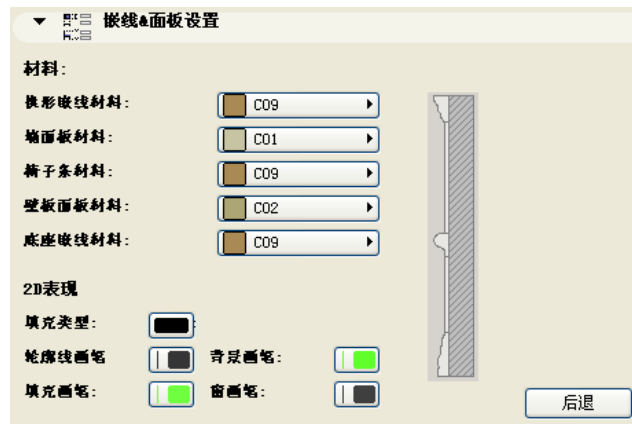 嵌线&面板设置
材料:
拱形嵌线材料: C09
墙面板材料: C01
椅子条材料: C09
壁板面板材料: C02
底座嵌线材料: C09
2D表现
填充类型:
轮廓线画笔 背景画笔:
填充画笔: 窗画笔:
后退